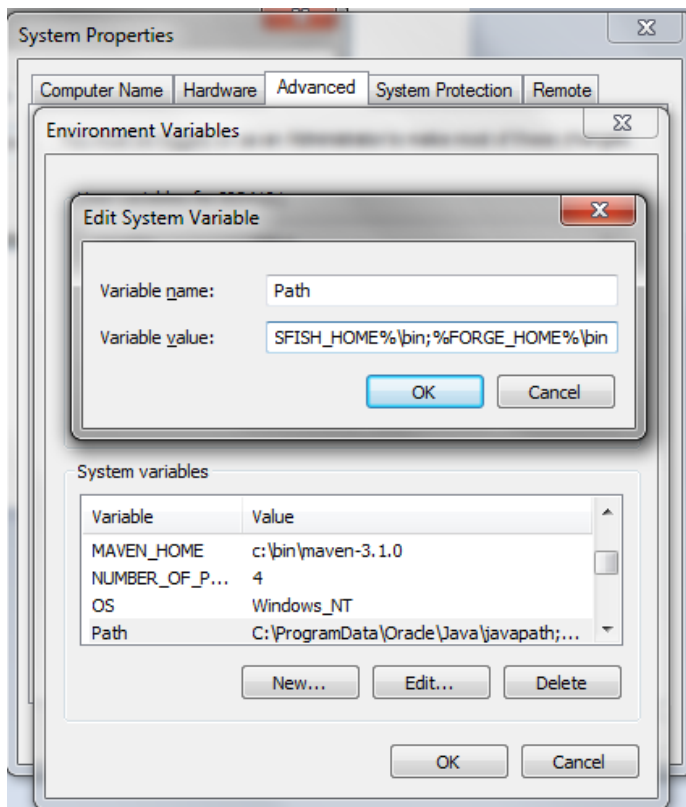 System Properties
Computer Name Hardware Advanced System Protection Remote
Environment Variables
Edit System Variable
Variable name: Path
Variable value: SFISH_HOME%\bin;%FORGE_HOME%\bin
OK Cancel
System variables
Variable Value
MAVEN_HOME c:\bin\maven-3.1.0
NUMBER_OF_P... 4
OS Windows_NT
Path C:\ProgramData\Oracle\Java\javapath;...
New... Edit... Delete
OK Cancel